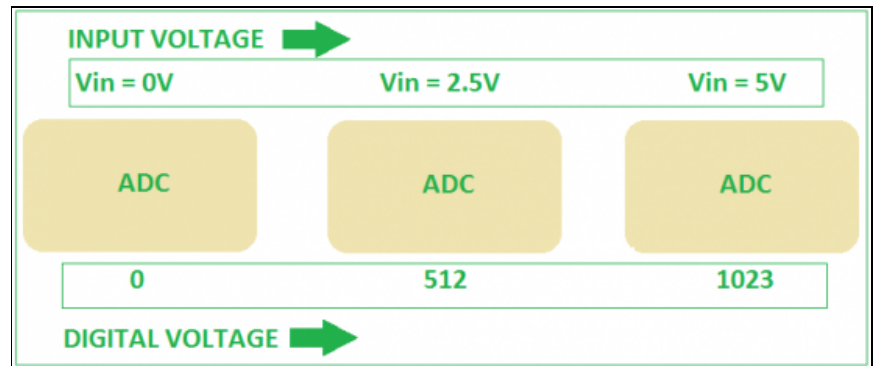 INPUT VOLTAGE
Vin = 0V Vin = 2.5V Vin = 5V
ADC ADC ADC
0 512 1023
DIGITAL VOLTAGE